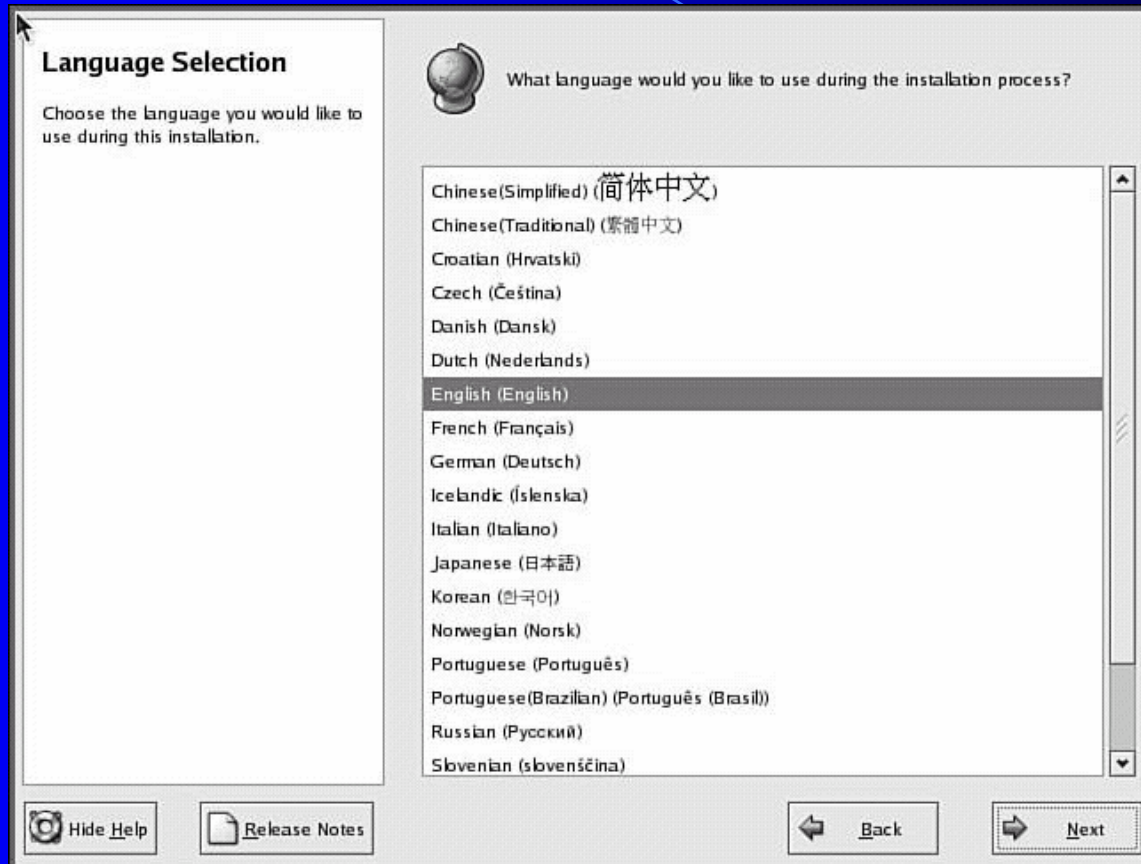 Language Selection
Choose the language you would like to
use during this installation.
What language would you like to use during the installation process?
Chinese(Simplified) (简体中文)
Chinese(Traditional) (繁體中文)
Croatian (Hrvatski)
Czech (Čeština)
Danish (Dansk)
Dutch (Nederlands)
English (English)
French (Français)
German (Deutsch)
Icelandic (Íslenska)
Italian (Italiano)
Japanese (日本語)
Korean (한국어)
Norwegian (Norsk)
Portuguese (Português)
Portuguese(Brazilian) (Português (Brasil))
Russian (Русский)
Slovenian (slovenščina)
Hide Help
Release Notes
Back
Next